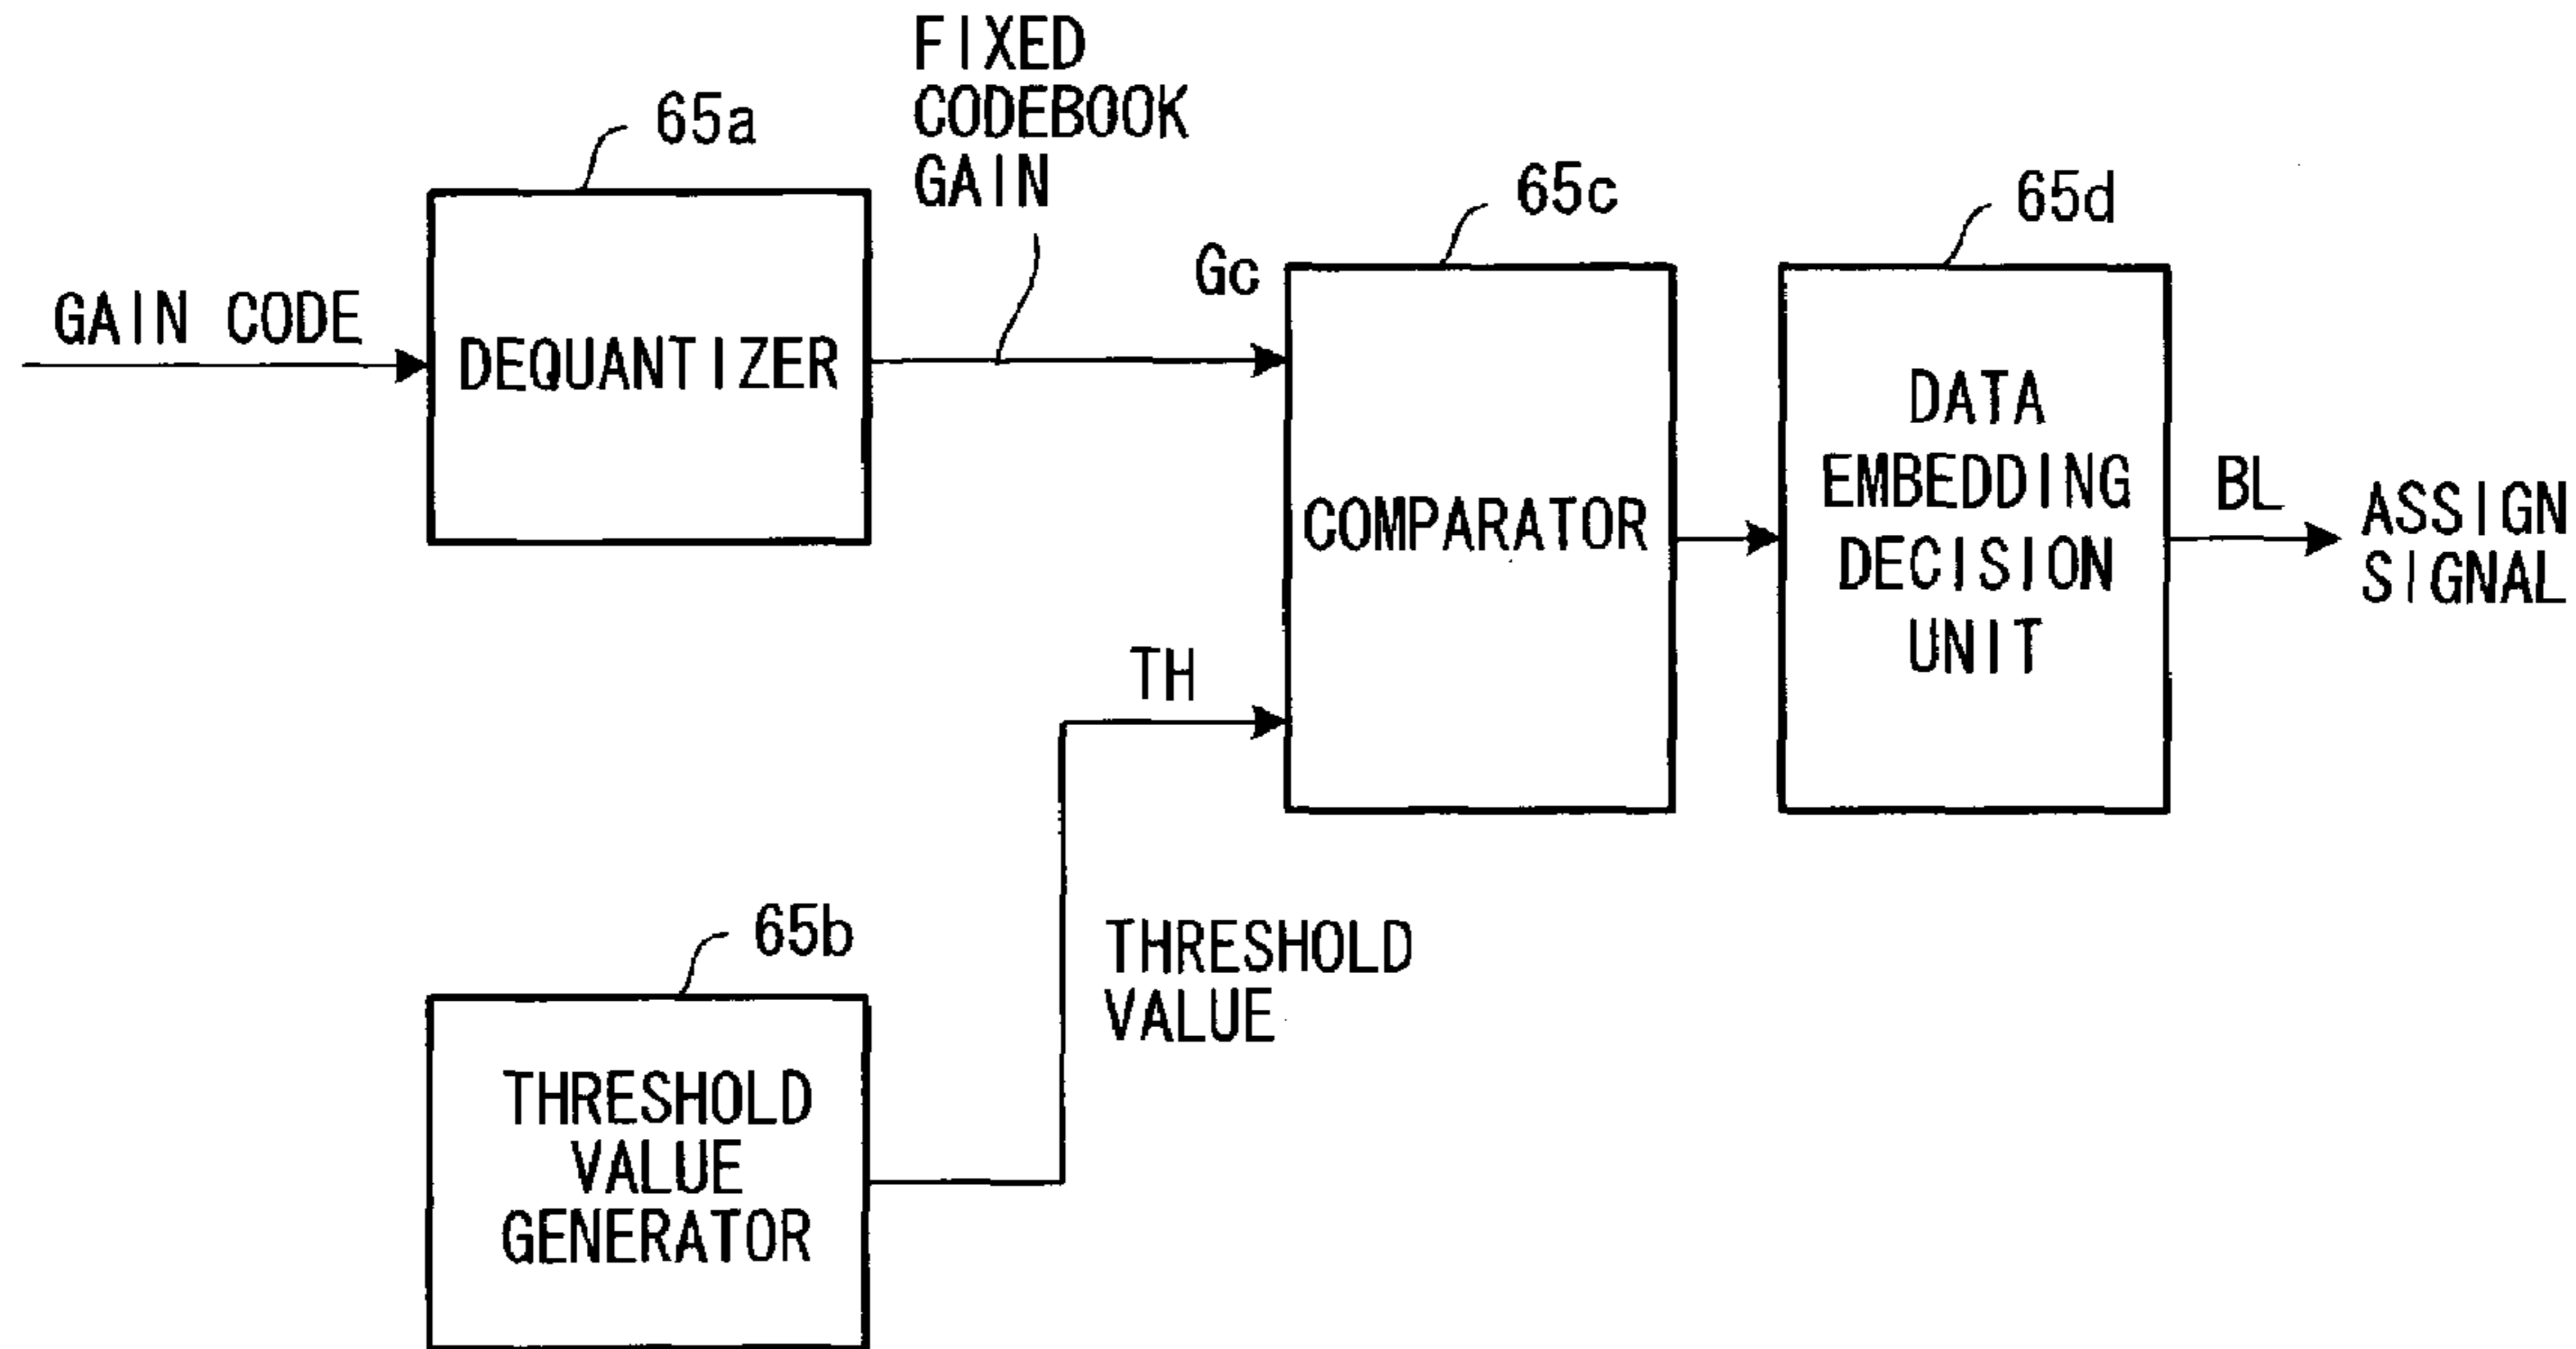 FIXED
CODEBOOK
GAIN
65a
65c
65d
Gc
GAIN CODE
DEQUANTIZER
COMPARATOR
DATA
EMBEDDING
DECISION
UNIT
BL
ASSIGN
SIGNAL
TH
THRESHOLD
VALUE
65b
THRESHOLD
VALUE
GENERATOR